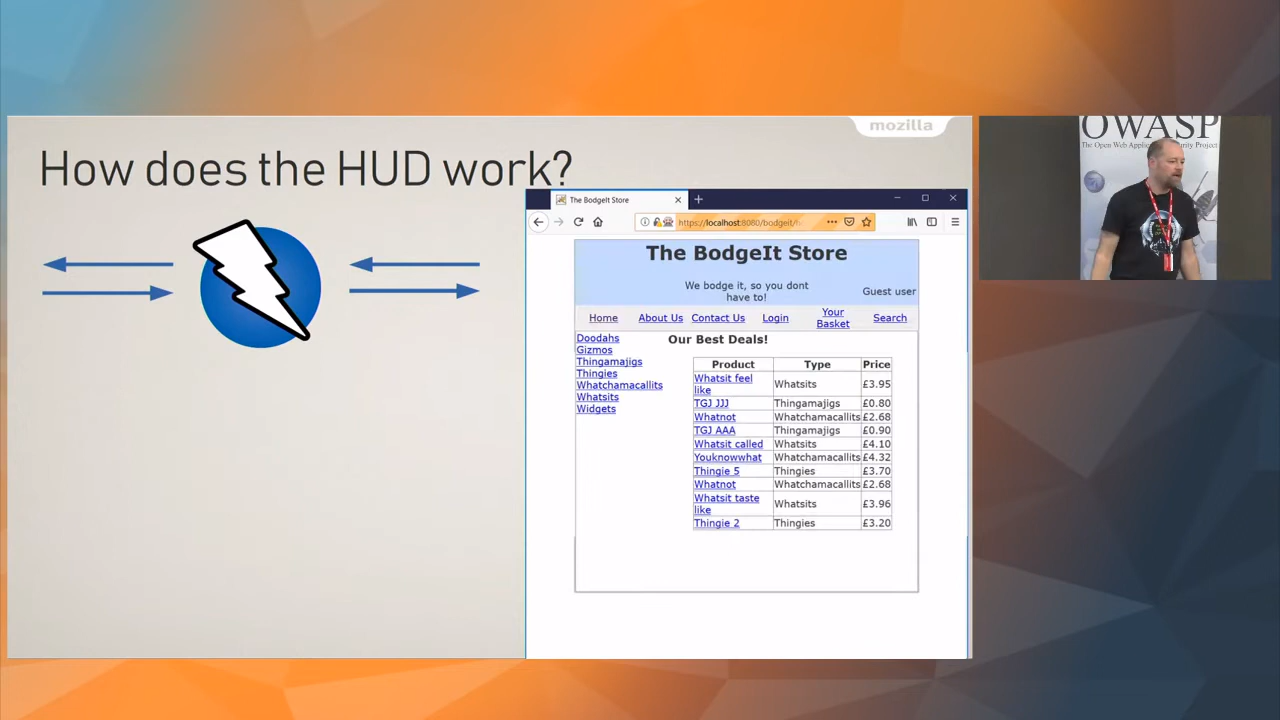 mozilla
How does the HUD work?
The BodgeIt Store
https://localhost:8080/bodgeit/
The BodgeIt Store
We bodge it, so you dont
have to!
Guest user
Home
About Us
Contact Us
Login
Your
Basket
Search
Doodahs
Gizmos
Thingamajigs
Thingies
Whatchamacallits
Whatsits
Widgets
Our Best Deals!
Product Type Price
Whatsit feel
like Whatsits £3.95
TGJ JJJ Thingamajigs £0.80
Whatnot Whatchamacallits £2.68
TGJ AAA Thingamajigs £0.90
Whatsit called Whatsits £4.10
Youknowwhat Whatchamacallits £4.32
Thingie 5 Thingies £3.70
Whatnot Whatchamacallits £2.68
Whatsit taste
like Whatsits £3.96
Thingie 2 Thingies £3.20
OWASP
The Open Web Applic urity Project